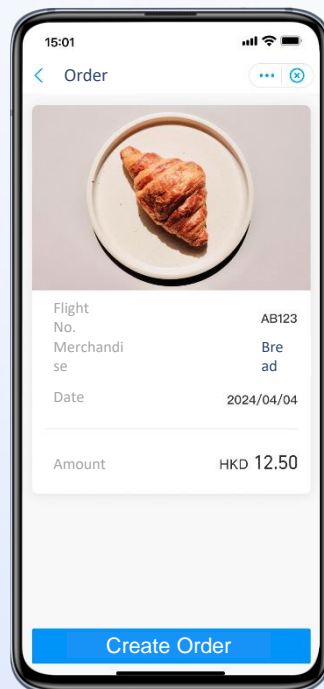 15:01
Order
Flight
No.
AB123
Merchandi
se
Bre
ad
Date
2024/04/04
Amount
HKD 12.50
Create Order